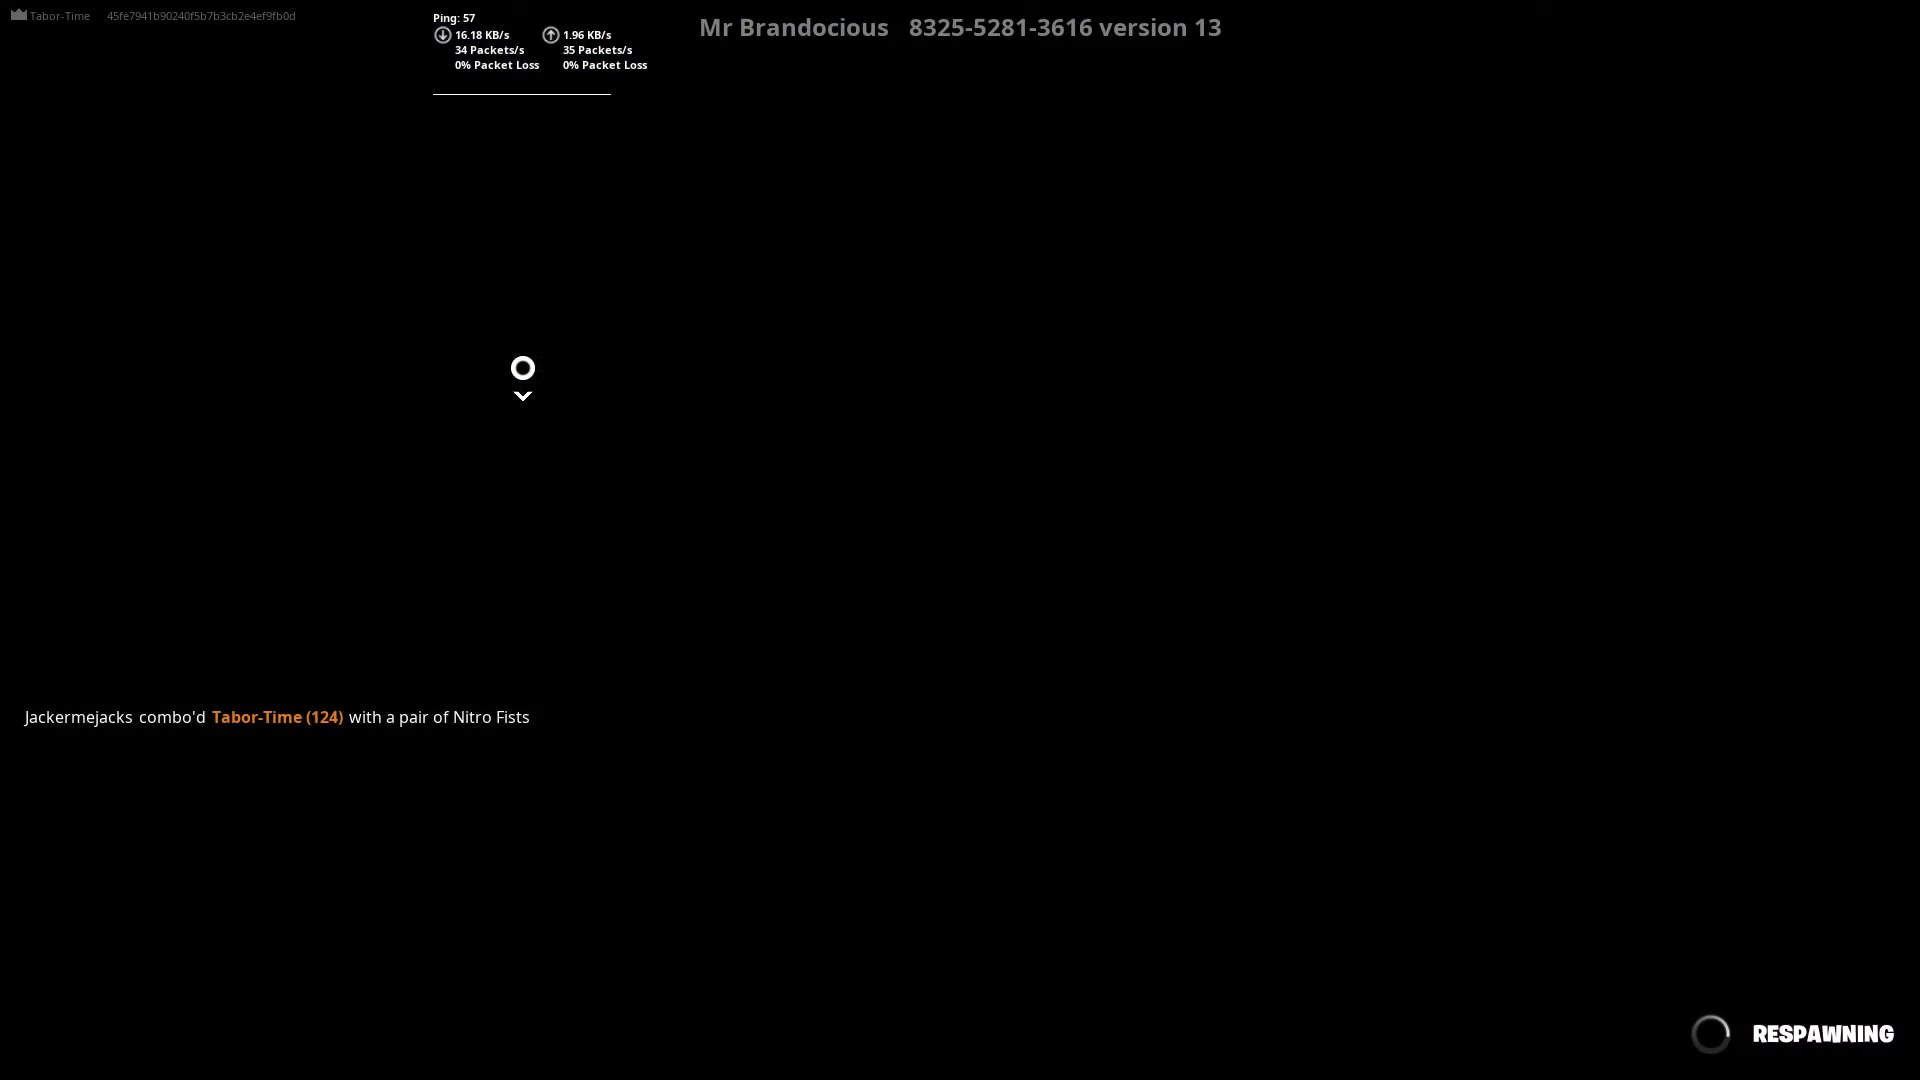 Tabor-Time 45fe7941b90240f5b7b3cb2e4ef9fb0d
Ping: 57
16.18 KB/s 1.96 KB/s
34 Packets/s 35 Packets/s
0% Packet Loss 0% Packet Loss
Mr Brandocious 8325-5281-3616 version 13
Jackermejacks combo'd Tabor-Time (124) with a pair of Nitro Fists
RESPAWNING